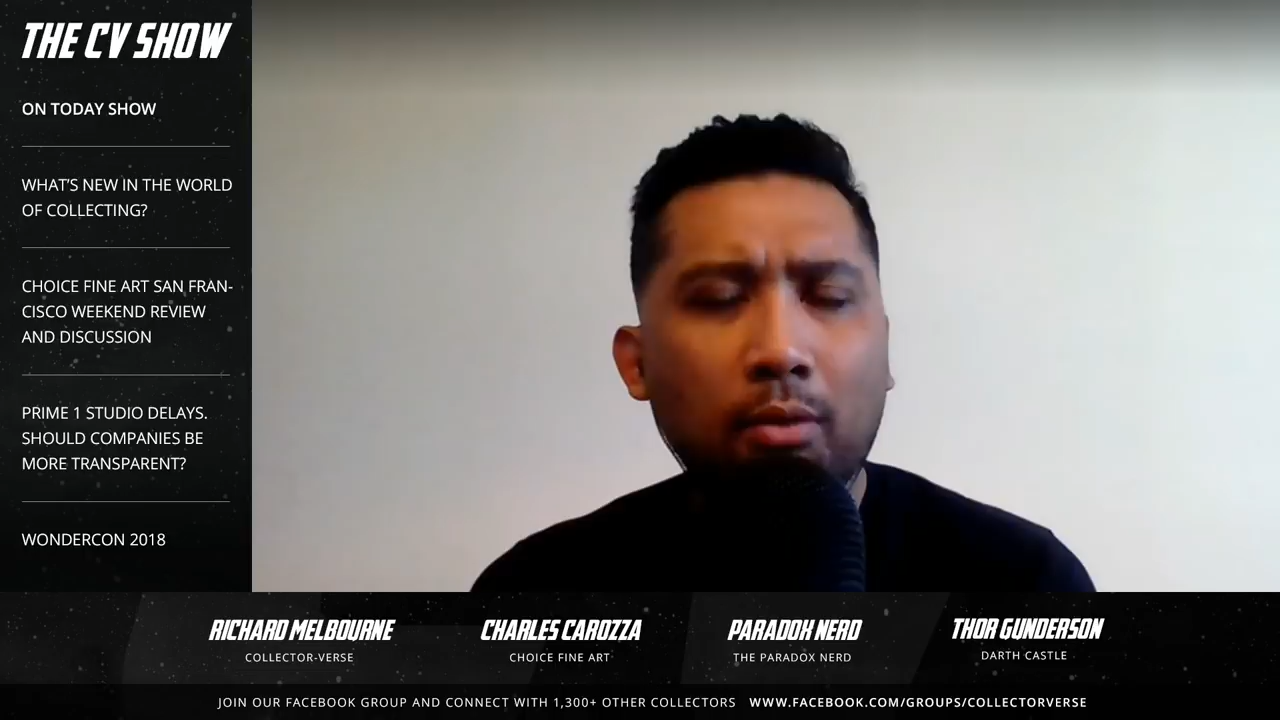 THE CV SHOW
ON TODAY SHOW
WHAT'S NEW IN THE WORLD
OF COLLECTING?
CHOICE FINE ART SAN FRAN-
CISCO WEEKEND REVIEW
AND DISCUSSION
PRIME 1 STUDIO DELAYS.
SHOULD COMPANIES BE
MORE TRANSPARENT?
WONDERCON 2018
RICHARD MELBOURNE
COLLECTOR-VERSE
CHARLES CAROZZA
CHOICE FINE ART
PARADOX NERD
THE PARADOX NERD
THOR GUNDERSON
DARTH CASTLE
JOIN OUR FACEBOOK GROUP AND CONNECT WITH 1,300+ OTHER COLLECTORS WWW.FACEBOOK.COM/GROUPS/COLLECTORVERSE